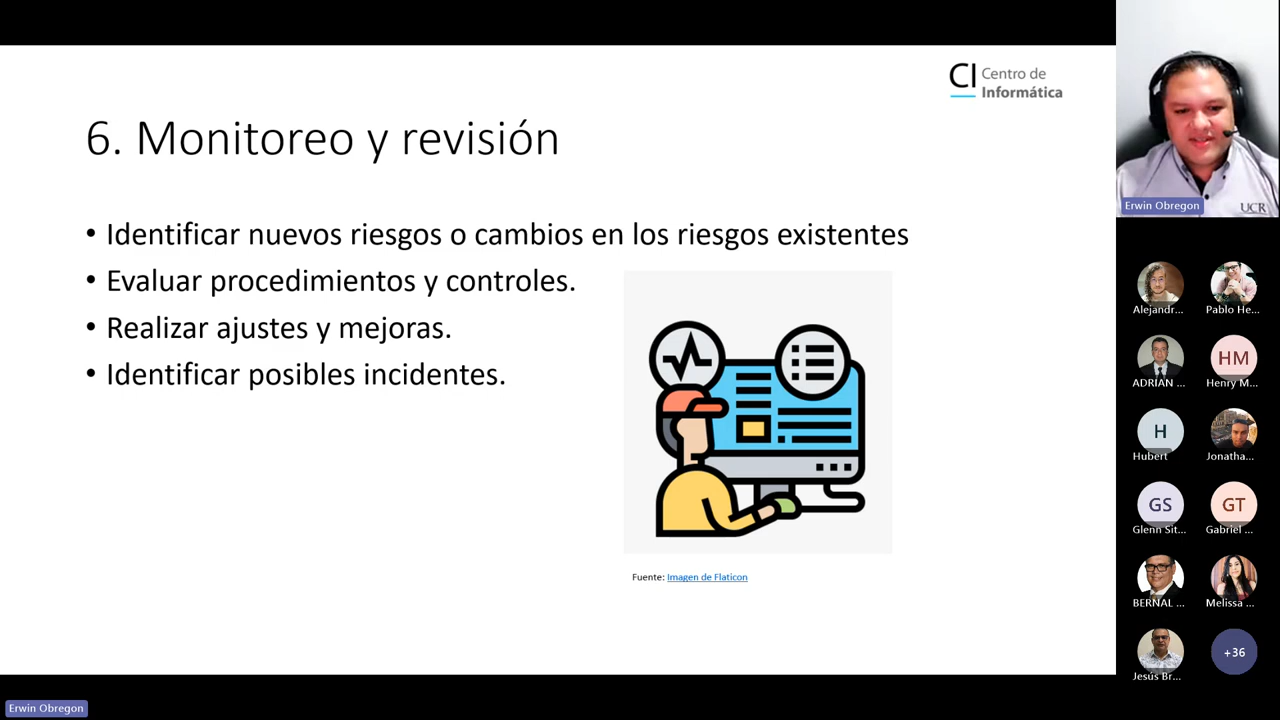 CI Centro de
Informática
6. Monitoreo y revisión
• Identificar nuevos riesgos o cambios en los riesgos existentes
• Evaluar procedimientos y controles.
• Realizar ajustes y mejoras.
• Identificar posibles incidentes.
Fuente: Imagen de Flaticon
Erwin Obregon
UCR
Alejandr...
Pablo He...
ADRIÁN ...
HM
Henry M...
H
Hubert
Jonatha...
GS
Glenn Sit...
GT
Gabriel ...
BERNAL ...
Melissa ...
Jesús Br...
+36
Erwin Obregon